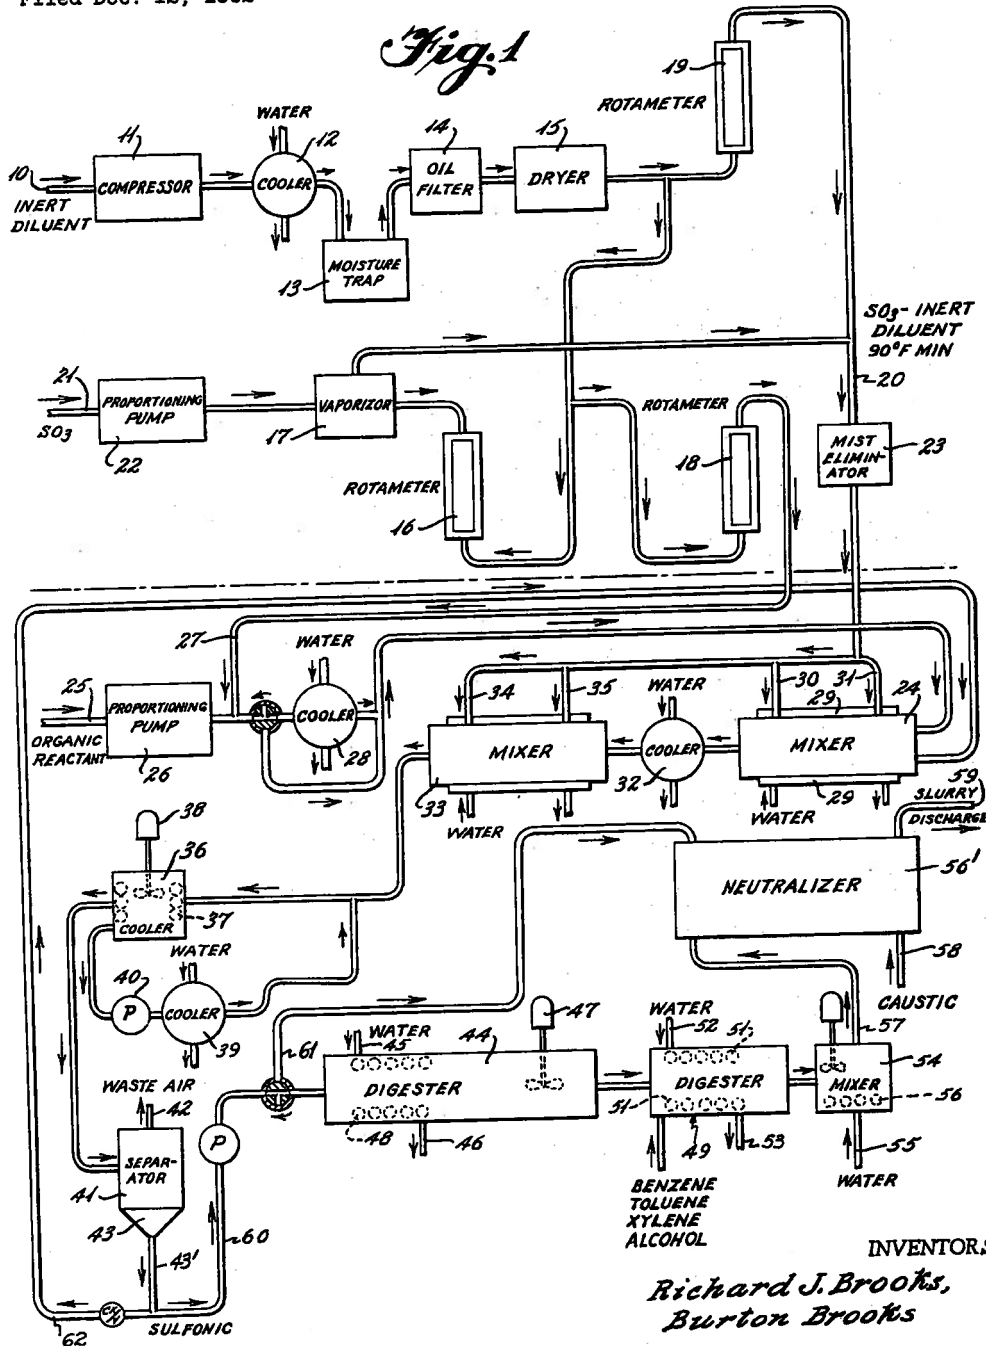 Fig. 1
WATER
11
12
14
15
19
ROTAMETER
10
COMPRESSOR
COOLER
OIL
FILTER
DRYER
INERT
DILUENT
MOISTURE
TRAP
13
SO3- INERT
DILUENT
90°F MIN
20
21
PROPORTIONING
PUMP
VAPORIZOR
ROTAMETER
SO3
22
17
MIST
ELIMIN-
ATOR
23
18
ROTAMETER
16
27
WATER
25
PROPORTIONING
PUMP
COOLER
ORGANIC
REACTANT
26
28
34
35
WATER
30
31
29
24
MIXER
COOLER
MIXER
33
32
29
WATER
WATER
59
SLURRY
DISCHARGE
38
36
37
COOLER
NEUTRALIZER
56'
WATER
40
P
COOLER
39
58
CAUSTIC
57
61
WATER
45
44
47
WATER
52
51
DIGESTER
DIGESTER
51
54
MIXER
56
48
46
49
53
55
WATER
BENZENE
TOLUENE
XYLENE
ALCOHOL
WASTE AIR
42
P
SEPAR-
ATOR
41
43
43'
60
62
SULFONIC
INVENTORS
Richard J. Brooks,
Burton Brooks